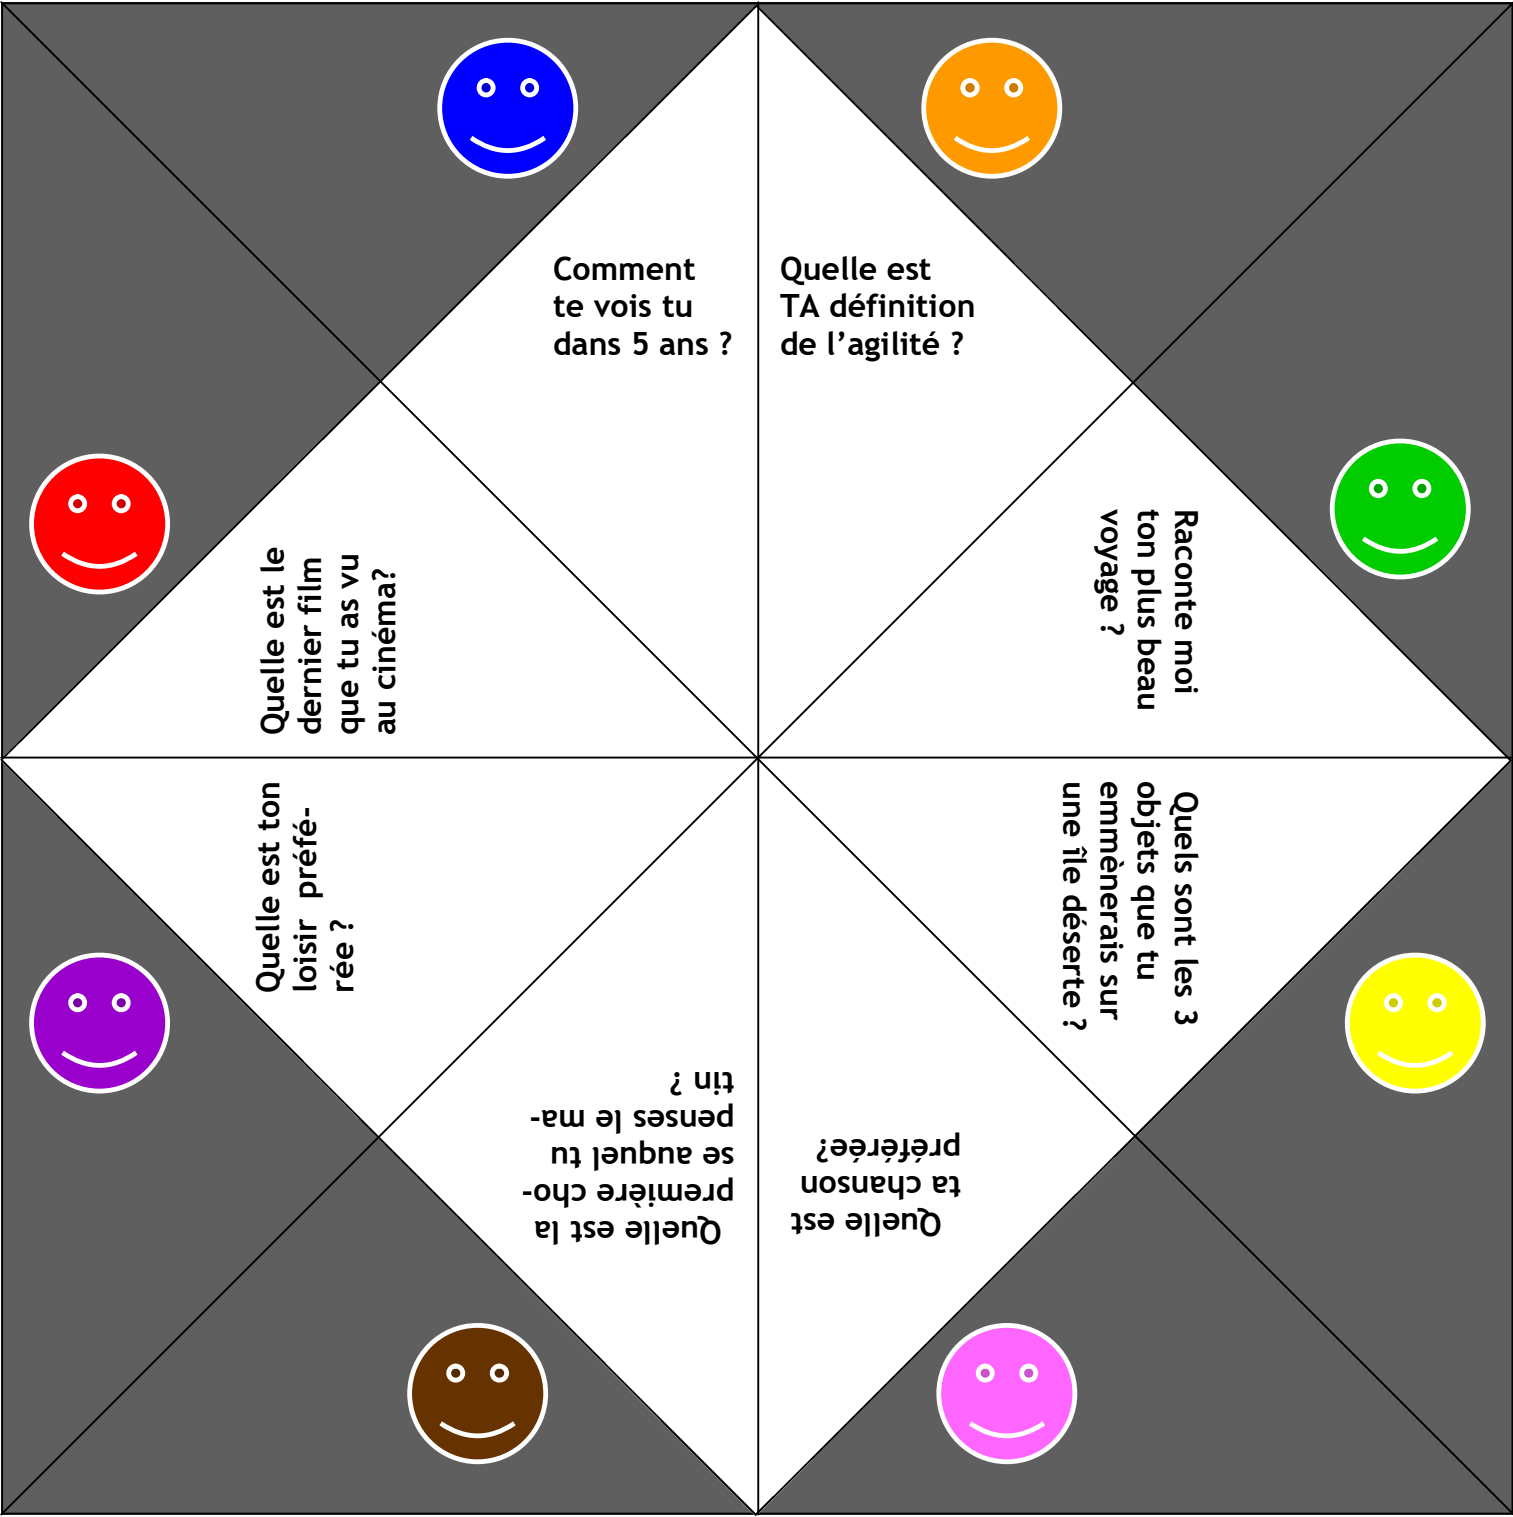 Comment
te vois tu
dans 5 ans ?
Quelle est
TA définition
de l’agilité ?
Raconte moi
ton plus beau
voyage ?
Quels sont les 3
objets que tu
emmènerais sur
une île déserte ?
Quelle est
ta chanson
préférée?
Quelle est la
première cho-
se auquel tu
penses le ma-
tin ?
Quelle est ton
loisir  préfé-
rée ?
Quelle est le
dernier film
que tu as vu
au cinéma?